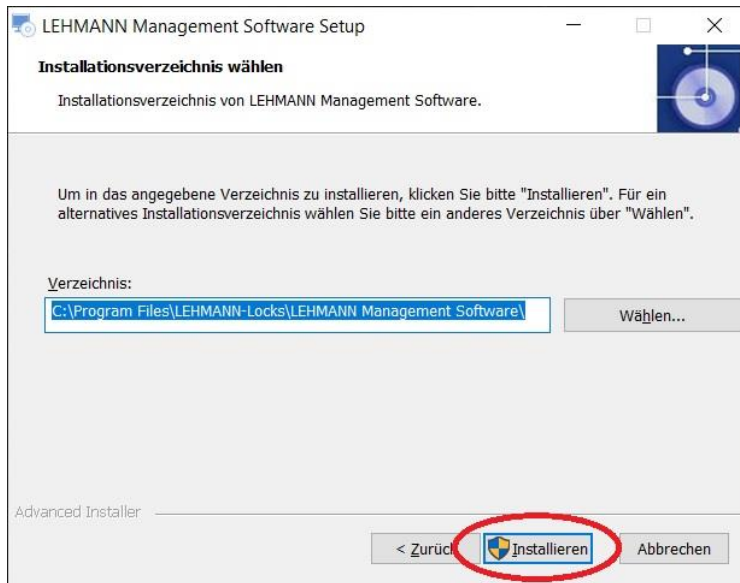 LEHMANN Management Software Setup
Installationsverzeichnis wählen
Installationsverzeichnis von LEHMANN Management Software.
Um in das angegebene Verzeichnis zu installieren, klicken Sie bitte "Installieren". Für ein
alternatives Installationsverzeichnis wählen Sie bitte ein anderes Verzeichnis über "Wählen".
Verzeichnis:
C:\Program Files\LEHMANN-Locks\LEHMANN Management Software\
Wählen...
Advanced Installer
< Zurück
Installieren
Abbrechen